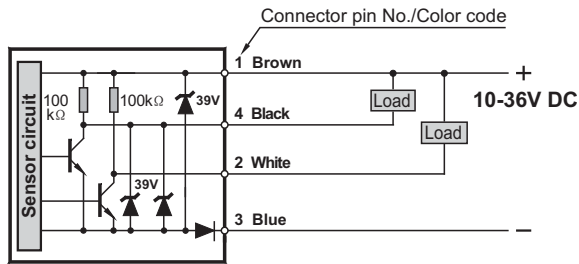 Connector pin No./Color code
1 Brown
100
kΩ
100kΩ
39V
Load
+
10-36V DC
4 Black
Load
Sensor circuit
2 White
39V
3 Blue
−